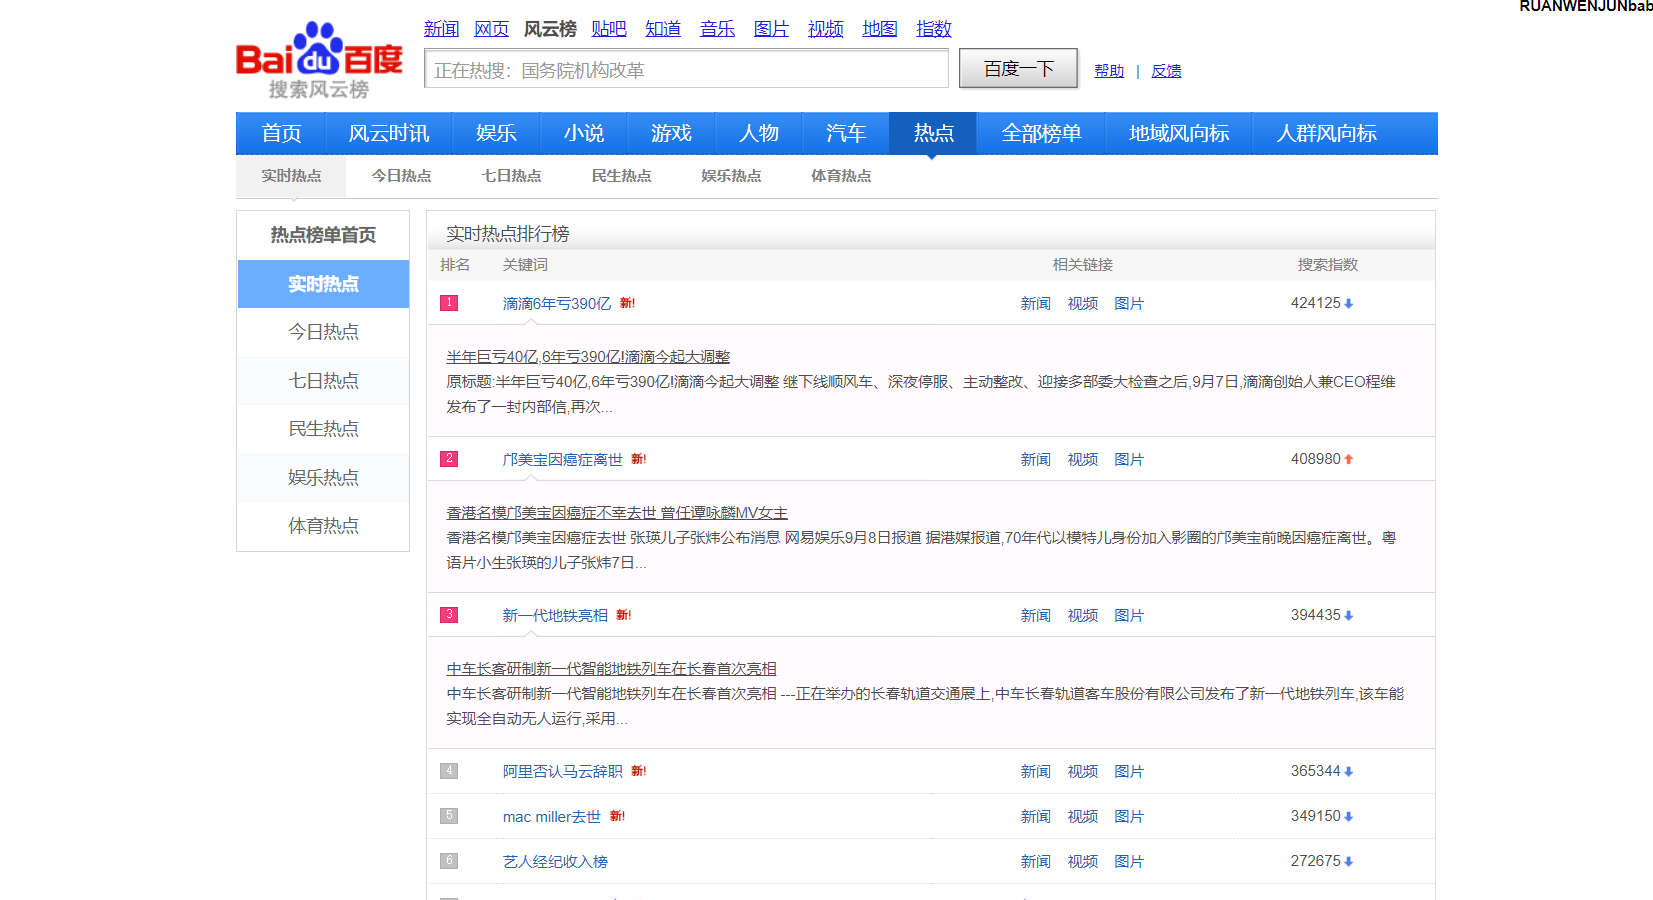 RUANWENJUNbab
新闻 网页 风云榜 贴吧 知道 音乐 图片 视频 地图 指数
Bai du 百度
搜索风云榜
正在热搜：国务院机构改革 百度一下 帮助 | 反馈
首页 风云时讯 娱乐 小说 游戏 人物 汽车 热点 全部榜单 地域风向标 人群风向标
实时热点 今日热点 七日热点 民生热点 娱乐热点 体育热点
热点榜单首页
实时热点
今日热点
七日热点
民生热点
娱乐热点
体育热点
实时热点排行榜
排名 关键词 相关链接 搜索指数
1 滴滴6年亏390亿 新! 新闻 视频 图片 424125
半年巨亏40亿,6年亏390亿!滴滴今起大调整
原标题:半年巨亏40亿,6年亏390亿!滴滴今起大调整 继下线顺风车、深夜停服、主动整改、迎接多部委大检查之后,9月7日,滴滴创始人兼CEO程维
发布了一封内部信,再次...
2 邝美宝因癌症离世 新! 新闻 视频 图片 408980
香港名模邝美宝因癌症不幸去世 曾任谭咏麟MV女主
香港名模邝美宝因癌症去世 张瑛儿子张炜公布消息 网易娱乐9月8日报道 据港媒报道,70年代以模特儿身份加入影圈的邝美宝前晚因癌症离世。粤
语片小生张瑛的儿子张炜7日...
3 新一代地铁亮相 新! 新闻 视频 图片 394435
中车长客研制新一代智能地铁列车在长春首次亮相
中车长客研制新一代智能地铁列车在长春首次亮相 ---正在举办的长春轨道交通展上,中车长春轨道客车股份有限公司发布了新一代地铁列车,该车能
实现全自动无人运行,采用...
4 阿里否认马云辞职 新! 新闻 视频 图片 365344
5 mac miller去世 新! 新闻 视频 图片 349150
6 艺人经纪收入榜 新闻 视频 图片 272675